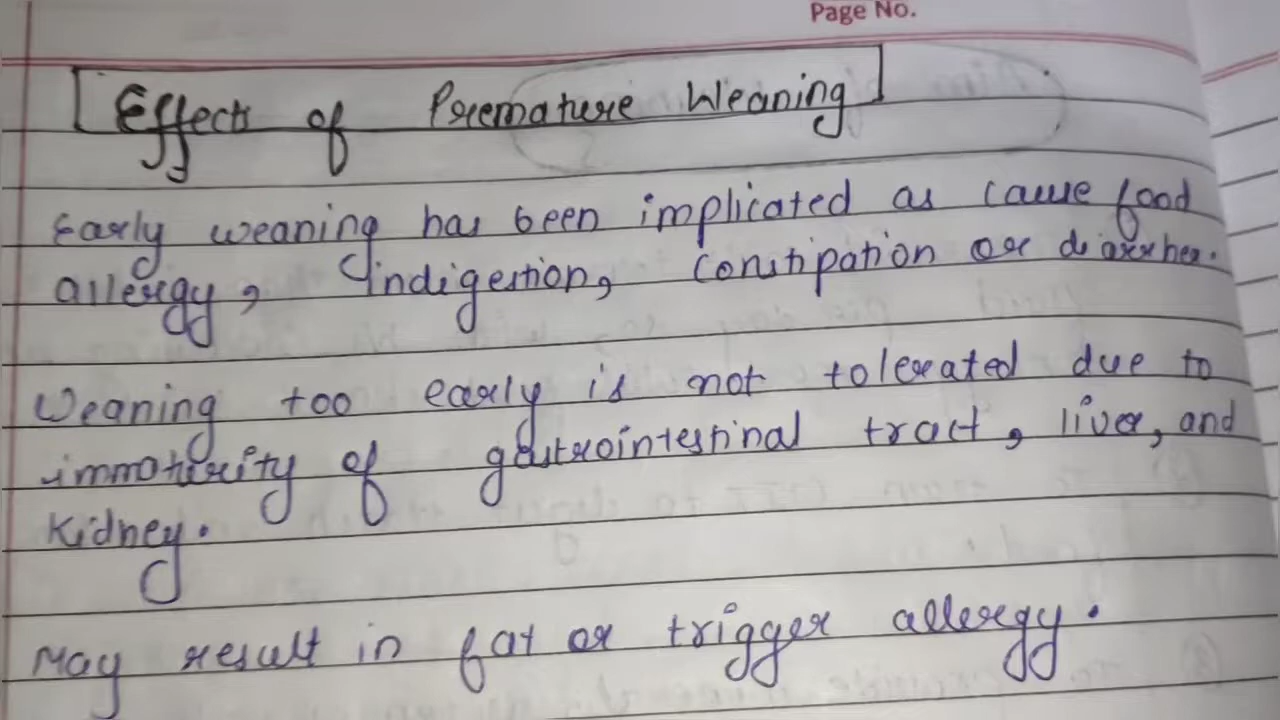 Page No.
Effects of Premature Weaning
Early weaning has been implicated as cause food
allergy, Indigestion, Constipation or diarrhea.
Weaning too early is not tolerated due to
immaturity of gastrointestinal tract, liver, and
Kidney.
May result in fat or trigger allergy.